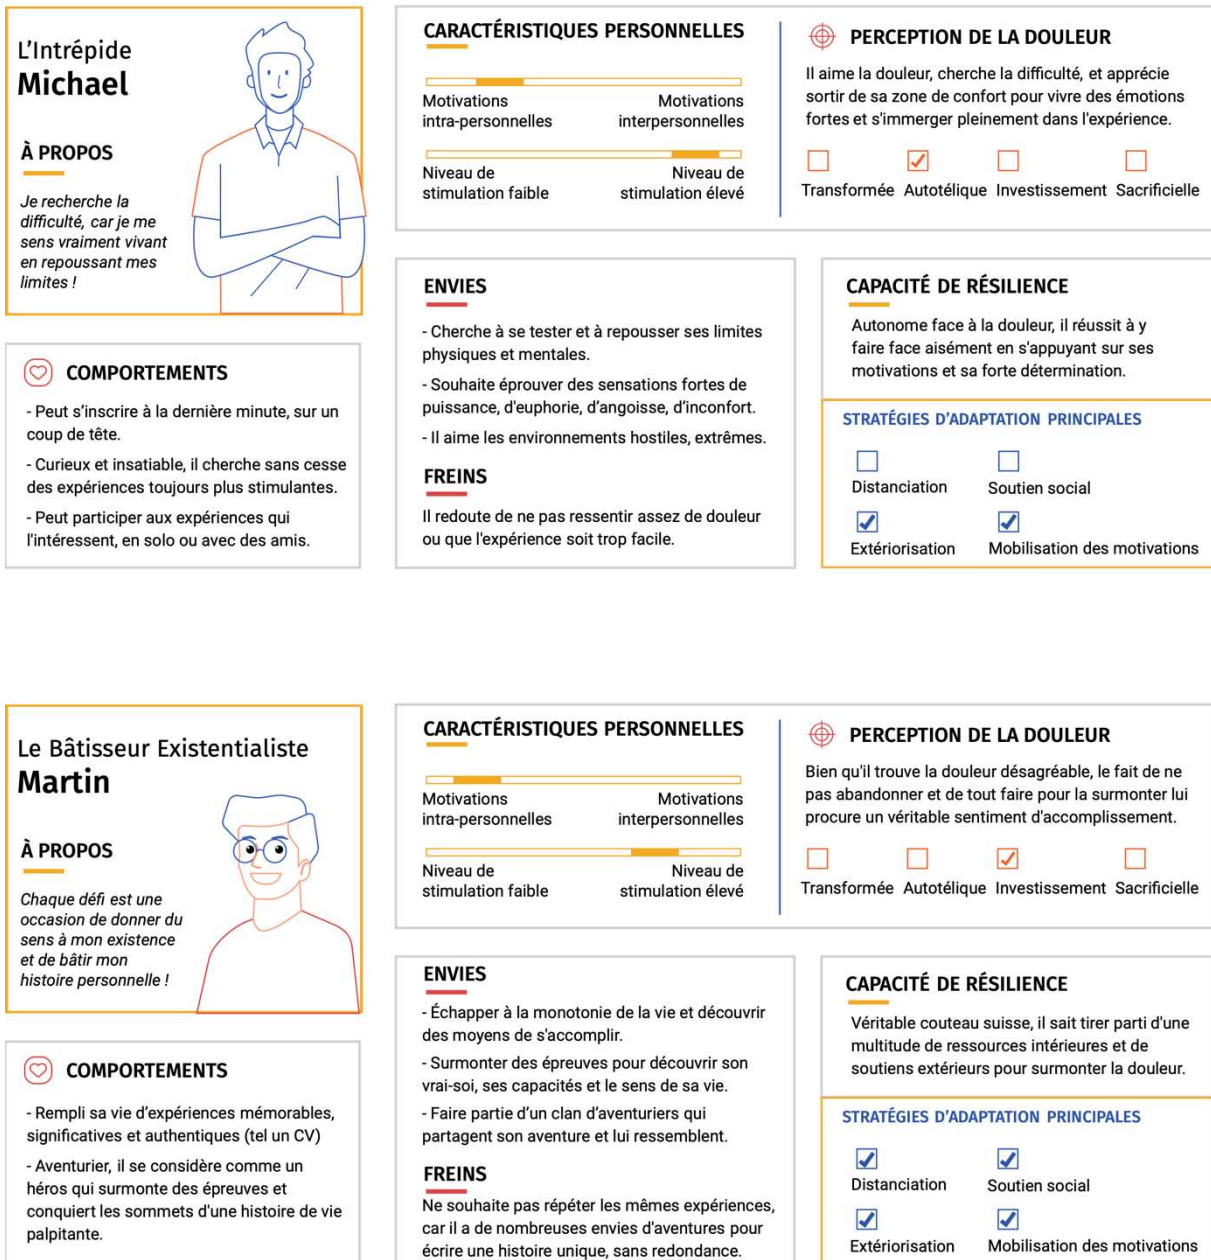 L'Intrépide
Michael
À PROPOS
Je recherche la
difficulté, car je me
sens vraiment vivant
en repoussant mes
limites !
COMPORTEMENTS
- Peut s'inscrire à la dernière minute, sur un
coup de tête.
- Curieux et insatiable, il cherche sans cesse
des expériences toujours plus stimulantes.
- Peut participer aux expériences qui
l'intéressent, en solo ou avec des amis.
CARACTÉRISTIQUES PERSONNELLES
Motivations
intra-personnelles
Motivations
interpersonnelles
Niveau de
stimulation faible
Niveau de
stimulation élevé
PERCEPTION DE LA DOULEUR
Il aime la douleur, cherche la difficulté, et apprécie
sortir de sa zone de confort pour vivre des émotions
fortes et s'immerger pleinement dans l'expérience.
Transformée Autotélique Investissement Sacrificielle
ENVIES
- Cherche à se tester et à repousser ses limites
physiques et mentales.
- Souhaite éprouver des sensations fortes de
puissance, d'euphorie, d'angoisse, d'inconfort.
- Il aime les environnements hostiles, extrêmes.
FREINS
Il redoute de ne pas ressentir assez de douleur
ou que l'expérience soit trop facile.
CAPACITÉ DE RÉSILIENCE
Autonome face à la douleur, il réussit à y
faire face aisément en s'appuyant sur ses
motivations et sa forte détermination.
STRATÉGIES D'ADAPTATION PRINCIPALES
Distanciation
Soutien social
Extériorisation
Mobilisation des motivations
Le Bâtisseur Existentialiste
Martin
À PROPOS
Chaque défi est une
occasion de donner du
sens à mon existence
et de bâtir mon
histoire personnelle !
COMPORTEMENTS
- Rempli sa vie d'expériences mémorables,
significatives et authentiques (tel un CV)
- Aventurier, il se considère comme un
héros qui surmonte des épreuves et
conquiert les sommets d'une histoire de vie
palpitante.
CARACTÉRISTIQUES PERSONNELLES
Motivations
intra-personnelles
Motivations
interpersonnelles
Niveau de
stimulation faible
Niveau de
stimulation élevé
PERCEPTION DE LA DOULEUR
Bien qu'il trouve la douleur désagréable, le fait de ne
pas abandonner et de tout faire pour la surmonter lui
procure un véritable sentiment d'accomplissement.
Transformée Autotélique Investissement Sacrificielle
ENVIES
- Échapper à la monotonie de la vie et découvrir
des moyens de s'accomplir.
- Surmonter des épreuves pour découvrir son
vrai-soi, ses capacités et le sens de sa vie.
- Faire partie d'un clan d'aventuriers qui
partagent son aventure et lui ressemblent.
FREINS
Ne souhaite pas répéter les mêmes expériences,
car il a de nombreuses envies d'aventures pour
écrire une histoire unique, sans redondance.
CAPACITÉ DE RÉSILIENCE
Véritable couteau suisse, il sait tirer parti d'une
multitude de ressources intérieures et de
soutiens extérieurs pour surmonter la douleur.
STRATÉGIES D'ADAPTATION PRINCIPALES
Distanciation
Soutien social
Extériorisation
Mobilisation des motivations